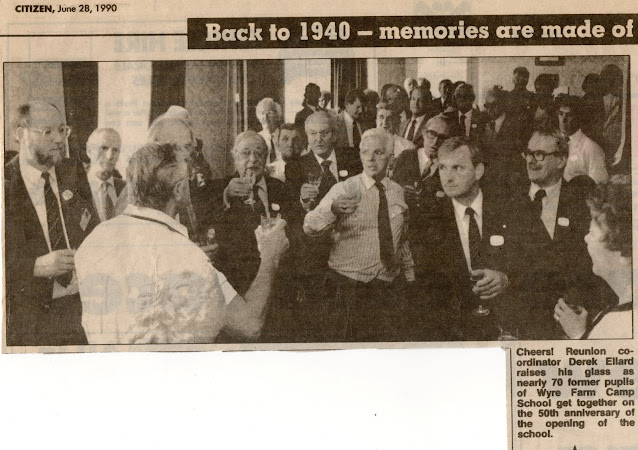 CITIZEN, June 28, 1990
Back to 1940 – memories are made of
Cheers! Reunion co-
ordinator Derek Ellard
raises his glass as
nearly 70 former pupils
of Wyre Farm Camp
School get together on
the 50th anniversary of
the opening of the
school.